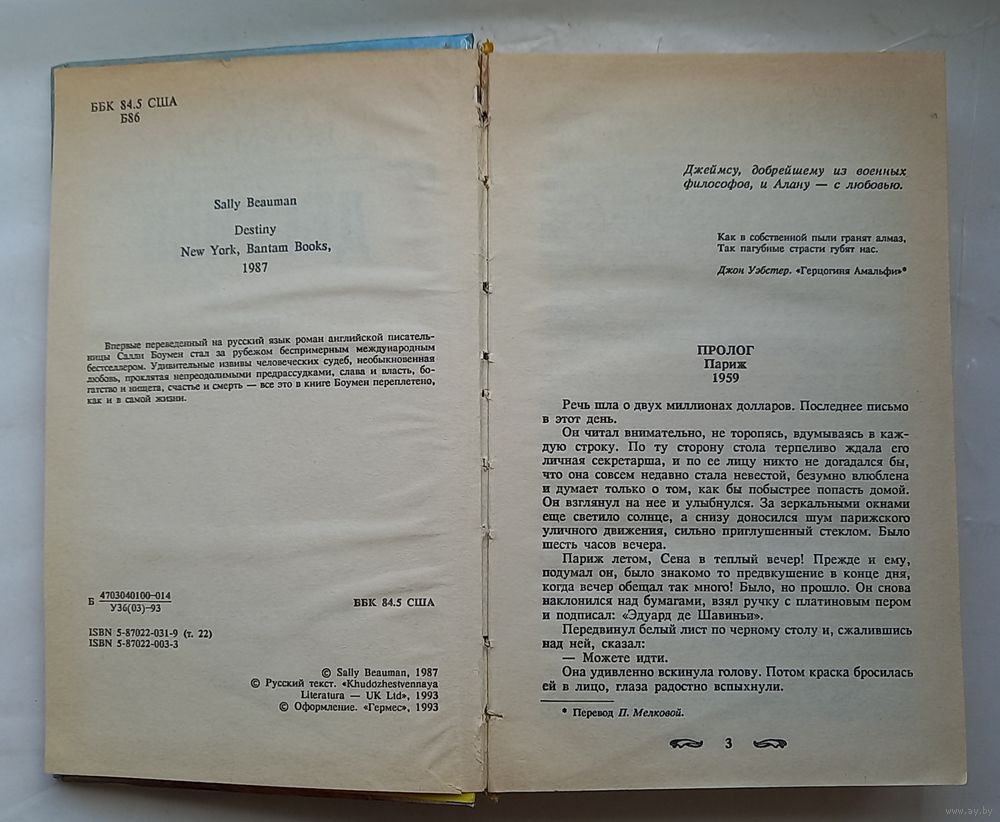 ББК 84.5 США
Б86
Sally Beauman
Destiny
New York, Bantam Books,
1987
Впервые переведенный на русский язык роман английской писатель-
ницы Салли Боумен стал за рубежом беспримерным международным
бестселлером. Удивительные извивы человеческих судеб, необыкновенная
любовь, проклятая непреодолимыми предрассудками, слава и власть, бо-
гатство и нищета, счастье и смерть — все это в книге Боумен переплетено,
как и в самой жизни.
Б 4703040100—014
У36(03)—93
ББК 84.5 США
ISBN 5-87022-031-9 (т. 22)
ISBN 5-87022-003-3
© Sally Beauman, 1987
© Русский текст. «Khudozhestvennaya
Literatura — UK Ltd», 1993
© Оформление. «Гермес», 1993
Джеймсу, добрейшему из военных
философов, и Алану — с любовью.
Как в собственной пыли гранят алмаз,
Так пагубные страсти губят нас.
Джон Уэбстер. «Герцогиня Амальфи»*
ПРОЛОГ
Париж
1959
Речь шла о двух миллионах долларов. Последнее письмо
в этот день.
Он читал внимательно, не торопясь, вдумываясь в каж-
дую строку. По ту сторону стола терпеливо ждала его
личная секретарша, и по ее лицу никто не догадался бы,
что она совсем недавно стала невестой, безумно влюблена
и думает только о том, как бы побыстрее попасть домой.
Он взглянул на нее и улыбнулся. За зеркальными окнами
еще светило солнце, а снизу доносился шум парижского
уличного движения, сильно приглушенный стеклом. Было
шесть часов вечера.
Париж летом, Сена в теплый вечер! Прежде и ему,
подумал он, было знакомо то предвкушение в конце дня,
когда вечер обещал так много! Было, но прошло. Он снова
наклонился над бумагами, взял ручку с платиновым пером
и подписал: «Эдуард де Шавиньи».
Передвинул белый лист по черному столу и, сжалившись
над ней, сказал:
— Можете идти.
Она удивленно вскинула голову. Потом краска бросилась
ей в лицо, глаза радостно вспыхнули.
* Перевод П. Мелковой.
3
www.ay.by